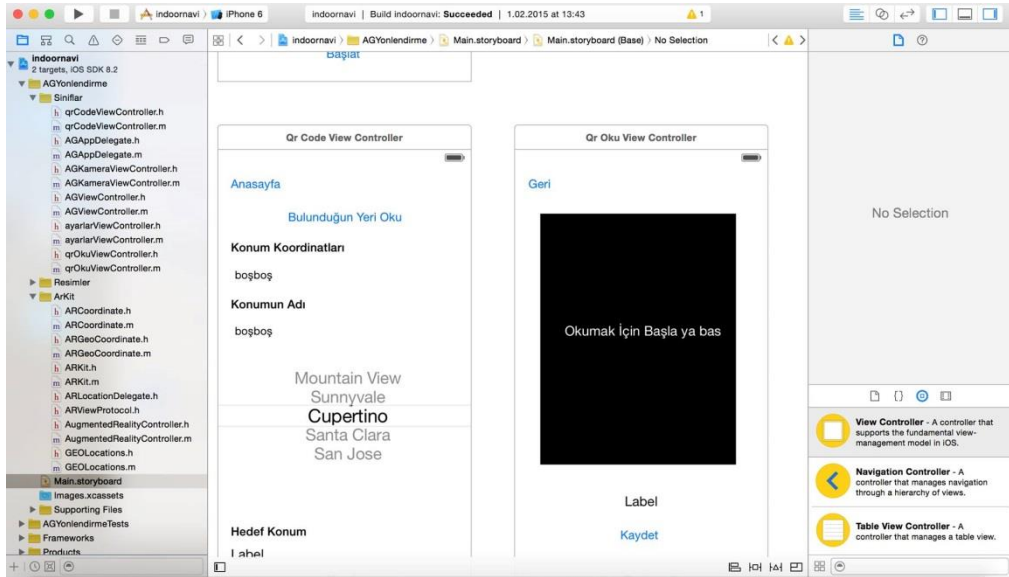 indoornavi
iPhone 6
indoornavi | Build indoornavi: Succeeded | 1.02.2015 at 13:43
1
indoornavi
AGYonlendirme
Main.storyboard
Main.storyboard (Base)
No Selection
indoornavi
2 targets, iOS SDK 8.2
AGYonlendirme
Siniflar
h qrCodeViewController.h
m qrCodeViewController.m
h AGAppDelegate.h
m AGAppDelegate.m
h AGKameraViewController.h
m AGKameraViewController.m
h AGViewController.h
m AGViewController.m
h ayarlarViewController.h
m ayarlarViewController.m
h qrOkuViewController.h
m qrOkuViewController.m
Resimler
ArKit
h ARCoordinate.h
m ARCoordinate.m
h ARGeoCoordinate.h
m ARGeoCoordinate.m
h ARKit.h
m ARKit.m
h ARLocationDelegate.h
h ARViewProtocol.h
h AugmentedRealityController.h
m AugmentedRealityController.m
h GEOLocations.h
m GEOLocations.m
Main.storyboard
Images.xcassets
Supporting Files
AGYonlendirmeTests
Frameworks
Products
Başlat
Qr Code View Controller
Anasayfa
Bulunduğun Yeri Oku
Konum Koordinatları
boşboş
Konumun Adı
boşboş
Mountain View
Sunnyvale
Cupertino
Santa Clara
San Jose
Hedef Konum
Label
Qr Oku View Controller
Geri
Okumak İçin Başla ya bas
Label
Kaydet
No Selection
View Controller - A controller that
supports the fundamental view-
management model in iOS.
Navigation Controller - A
controller that manages navigation
through a hierarchy of views.
Table View Controller - A
controller that manages a table view.